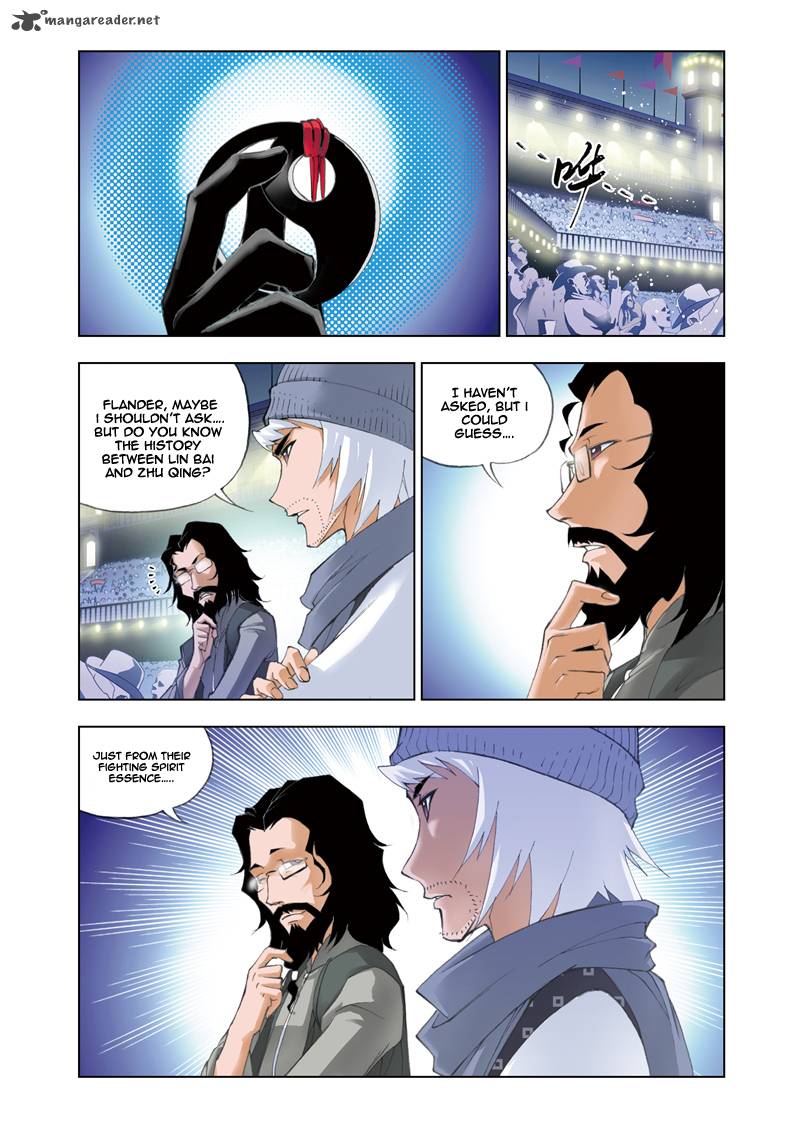 mangareader.net
哗
FLANDER, MAYBE
I SHOULDN'T ASK....
BUT DO YOU KNOW
THE HISTORY
BETWEEN LIN BAI
AND ZHU QING?
I HAVEN'T
ASKED, BUT I
COULD
GUESS....
JUST FROM THEIR
FIGHTING SPIRIT
ESSENCE.....